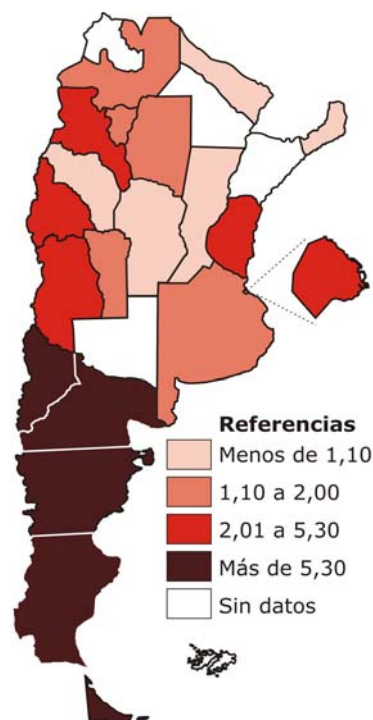 Referencias
Menos de 1,10
1,10 a 2,00
2,01 a 5,30
Más de 5,30
Sin datos